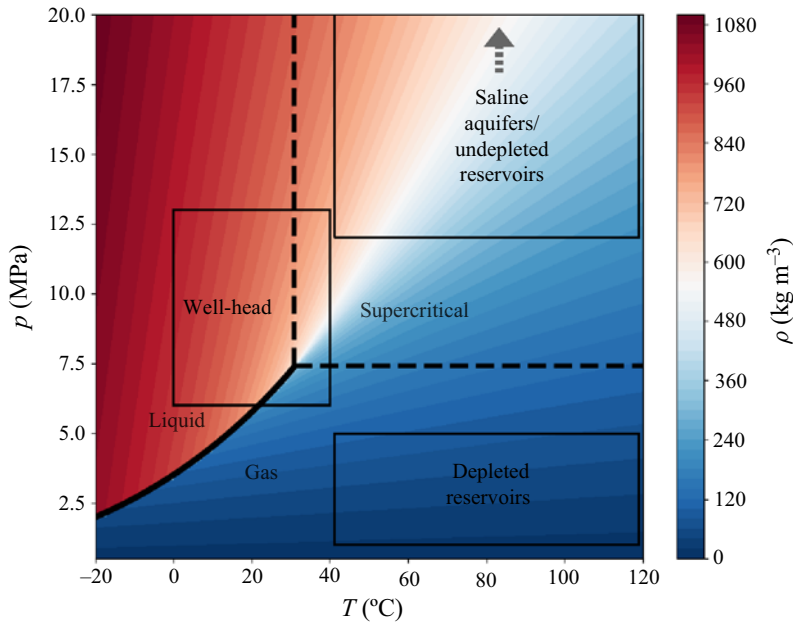 20.0
17.5
15.0
12.5
10.0
7.5
5.0
2.5
p (MPa)
Saline
aquifers/
undepleted
reservoirs
Well-head
Supercritical
Liquid
Gas
Depleted
reservoirs
–20
0
20
40
60
80
100
120
T (ºC)
1080
960
840
720
600
480
360
240
120
0
ρ (kg m⁻³)